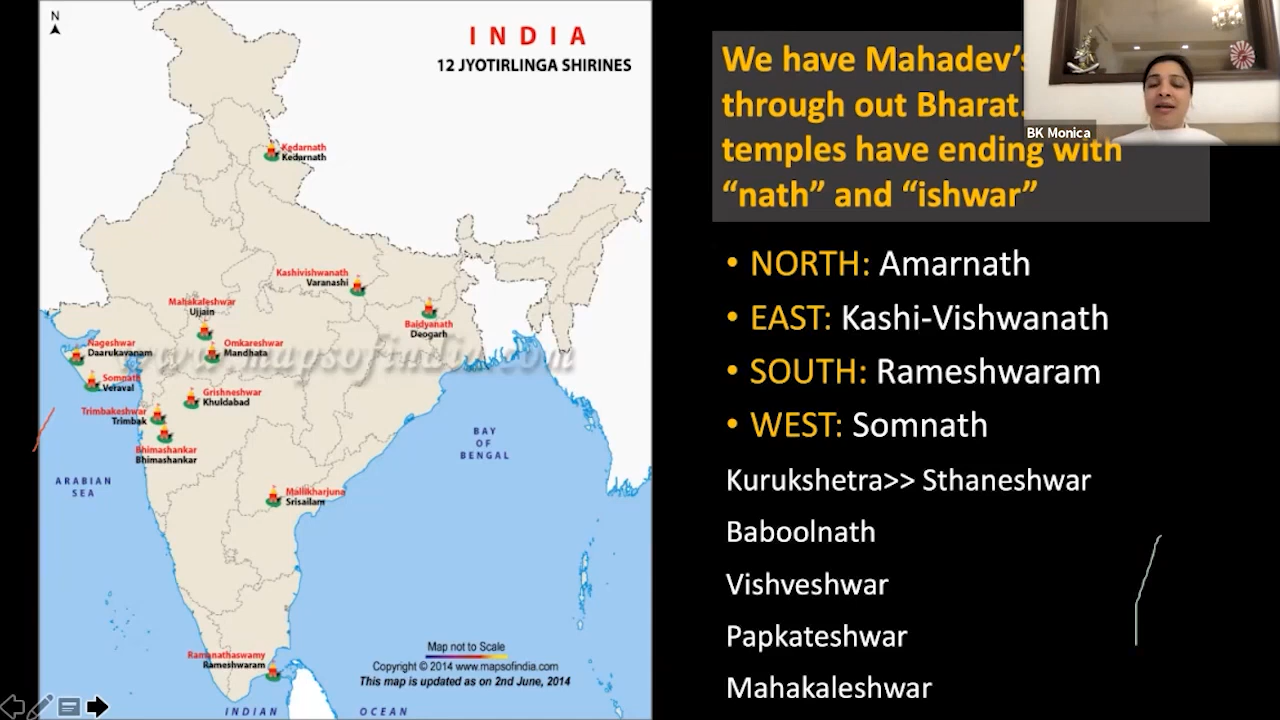 N
INDIA
12 JYOTIRLINGA SHIRINES
Kedarnath
Kedarnath
Kashivishwanath
Varanashi
Mahakaleshwar
Ujjain
Baidyanath
Deogarh
Nageshwar
Daarukavanam
Omkareshwar
Mandhata
www.mapsofindia.com
Somnath
Veraval
Grishneshwar
Khuldabad
Trimbakeshwar
Trimbak
Bhimashankar
Bhimashankar
BAY
OF
BENGAL
ARABIAN
SEA
Mallikharjuna
Srisailam
Ramanathaswamy
Rameshwaram
Map not to Scale
Copyright © 2014 www.mapsofindia.com
This map is updated as on 2nd June, 2014
INDIAN OCEAN
We have Mahadev’s
through out Bharat.
temples have ending with
“nath” and “ishwar”
BK Monica
• NORTH: Amarnath
• EAST: Kashi-Vishwanath
• SOUTH: Rameshwaram
• WEST: Somnath
Kurukshetra>> Sthaneshwar
Baboolnath
Vishveshwar
Papkateshwar
Mahakaleshwar